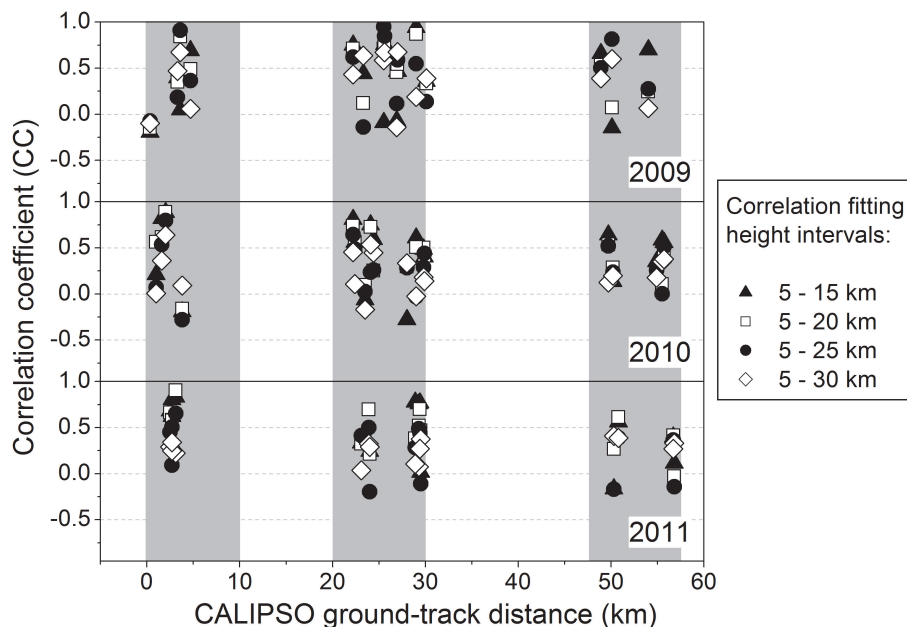 Correlation coefficient (CC)
1.0
0.5
0.0
-0.5
2009
1.0
0.5
0.0
-0.5
2010
1.0
0.5
0.0
-0.5
2011
0 10 20 30 40 50 60
CALIPSO ground-track distance (km)
Correlation fitting
height intervals:
5 - 15 km
5 - 20 km
5 - 25 km
5 - 30 km